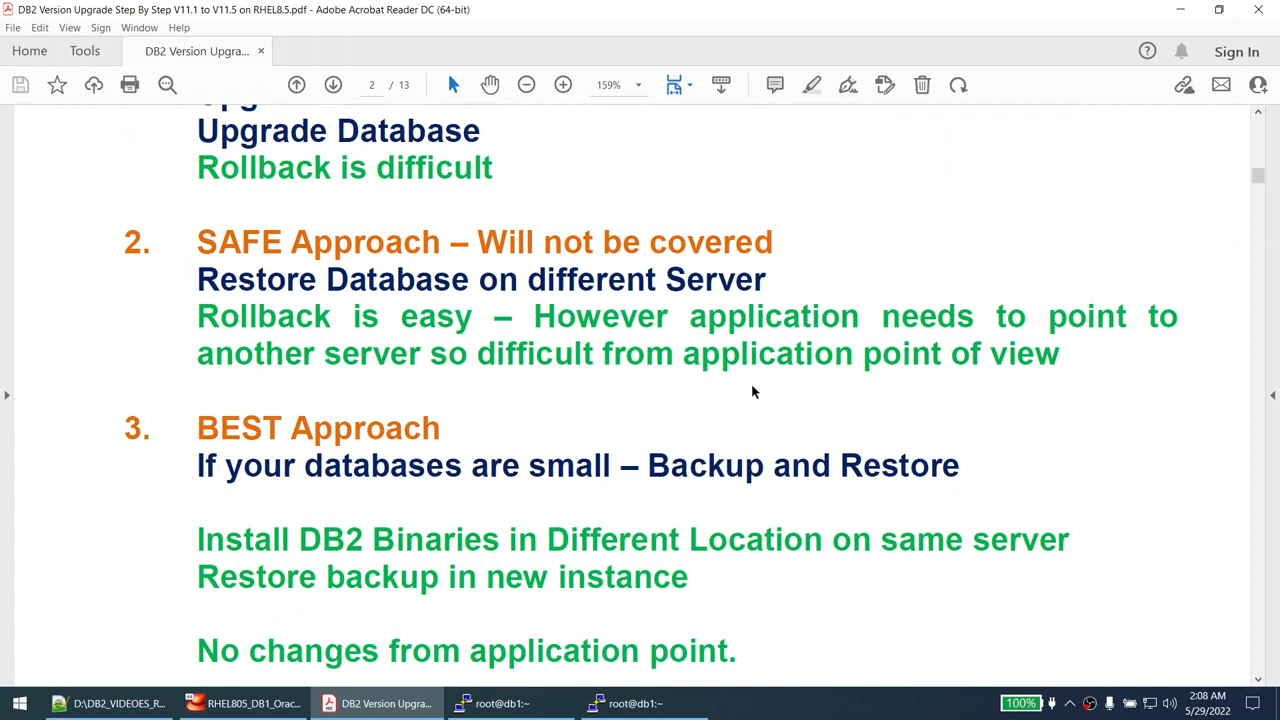 DB2 Version Upgrade Step By Step V11.1 to V11.5 on RHEL8.5.pdf - Adobe Acrobat Reader DC (64-bit)
File Edit View Sign Window Help
Home Tools DB2 Version Upgra... × Sign In
2 / 13 159%
Upgrade Database
Rollback is difficult
2. SAFE Approach – Will not be covered
Restore Database on different Server
Rollback is easy – However application needs to point to
another server so difficult from application point of view
3. BEST Approach
If your databases are small – Backup and Restore
Install DB2 Binaries in Different Location on same server
Restore backup in new instance
No changes from application point.
D:\DB2_VIDEOES_R... RHEL805_DB1_Orac... DB2 Version Upgra... root@db1:~ root@db1:~ 100% 2:08 AM
5/29/2022